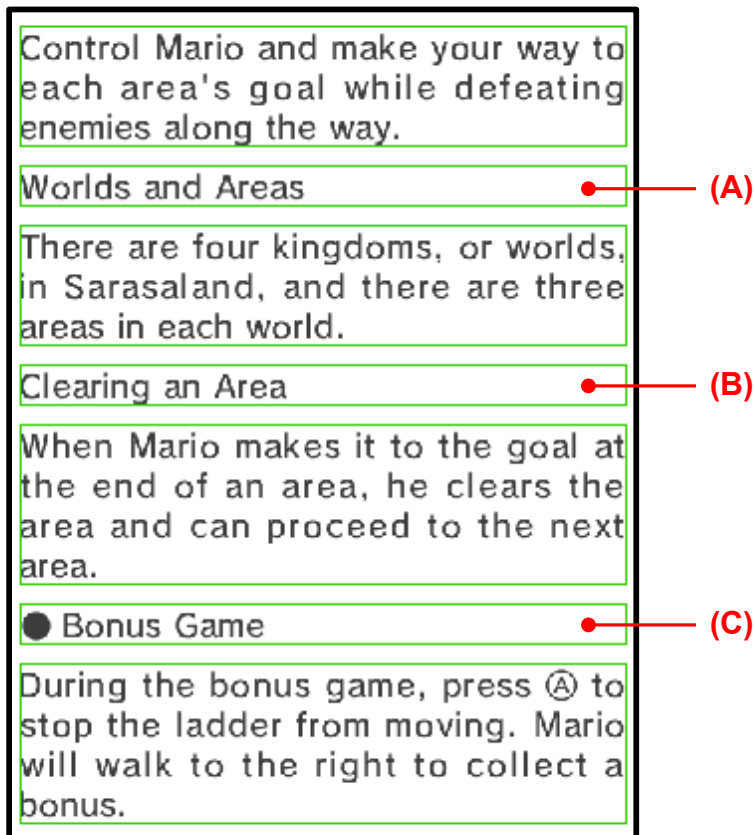 Control Mario and make your way to
each area's goal while defeating
enemies along the way.
Worlds and Areas
(A)
There are four kingdoms, or worlds,
in Sarasaland, and there are three
areas in each world.
Clearing an Area
(B)
When Mario makes it to the goal at
the end of an area, he clears the
area and can proceed to the next
area.
● Bonus Game
(C)
During the bonus game, press Ⓐ to
stop the ladder from moving. Mario
will walk to the right to collect a
bonus.